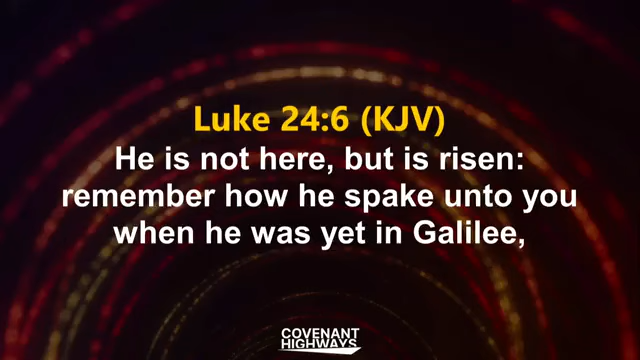 Luke 24:6 (KJV)
He is not here, but is risen:
remember how he spake unto you
when he was yet in Galilee,
COVENANT
HIGHWAYS